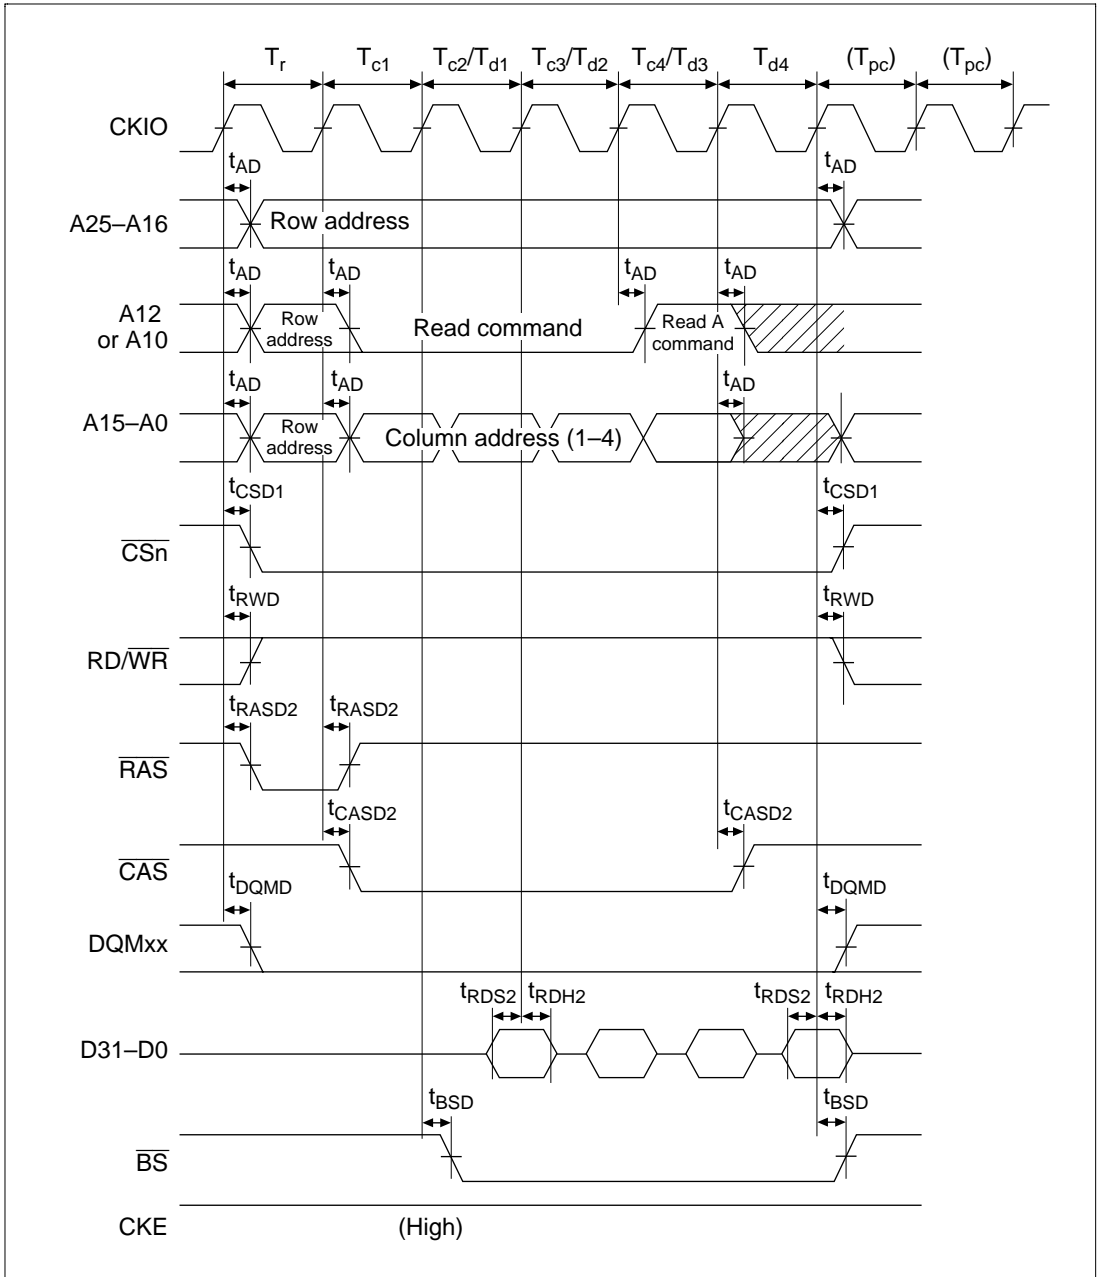 Tr Tc1 Tc2/Td1 Tc3/Td2 Tc4/Td3 Td4 (Tpc) (Tpc)
CKIO
tAD tAD
A25–A16 Row address
tAD tAD tAD tAD
A12 or A10 Row address Read command Read A command
tAD tAD tAD
A15–A0 Row address Column address (1–4)
tCSD1 tCSD1
CSn
tRWD tRWD
RD/WR
tRASD2 tRASD2
RAS
tCASD2 tCASD2
CAS
tDQMD tDQMD
DQMxx
tRDS2 tRDH2 tRDS2 tRDH2
D31–D0
tBSD tBSD
BS
CKE (High)